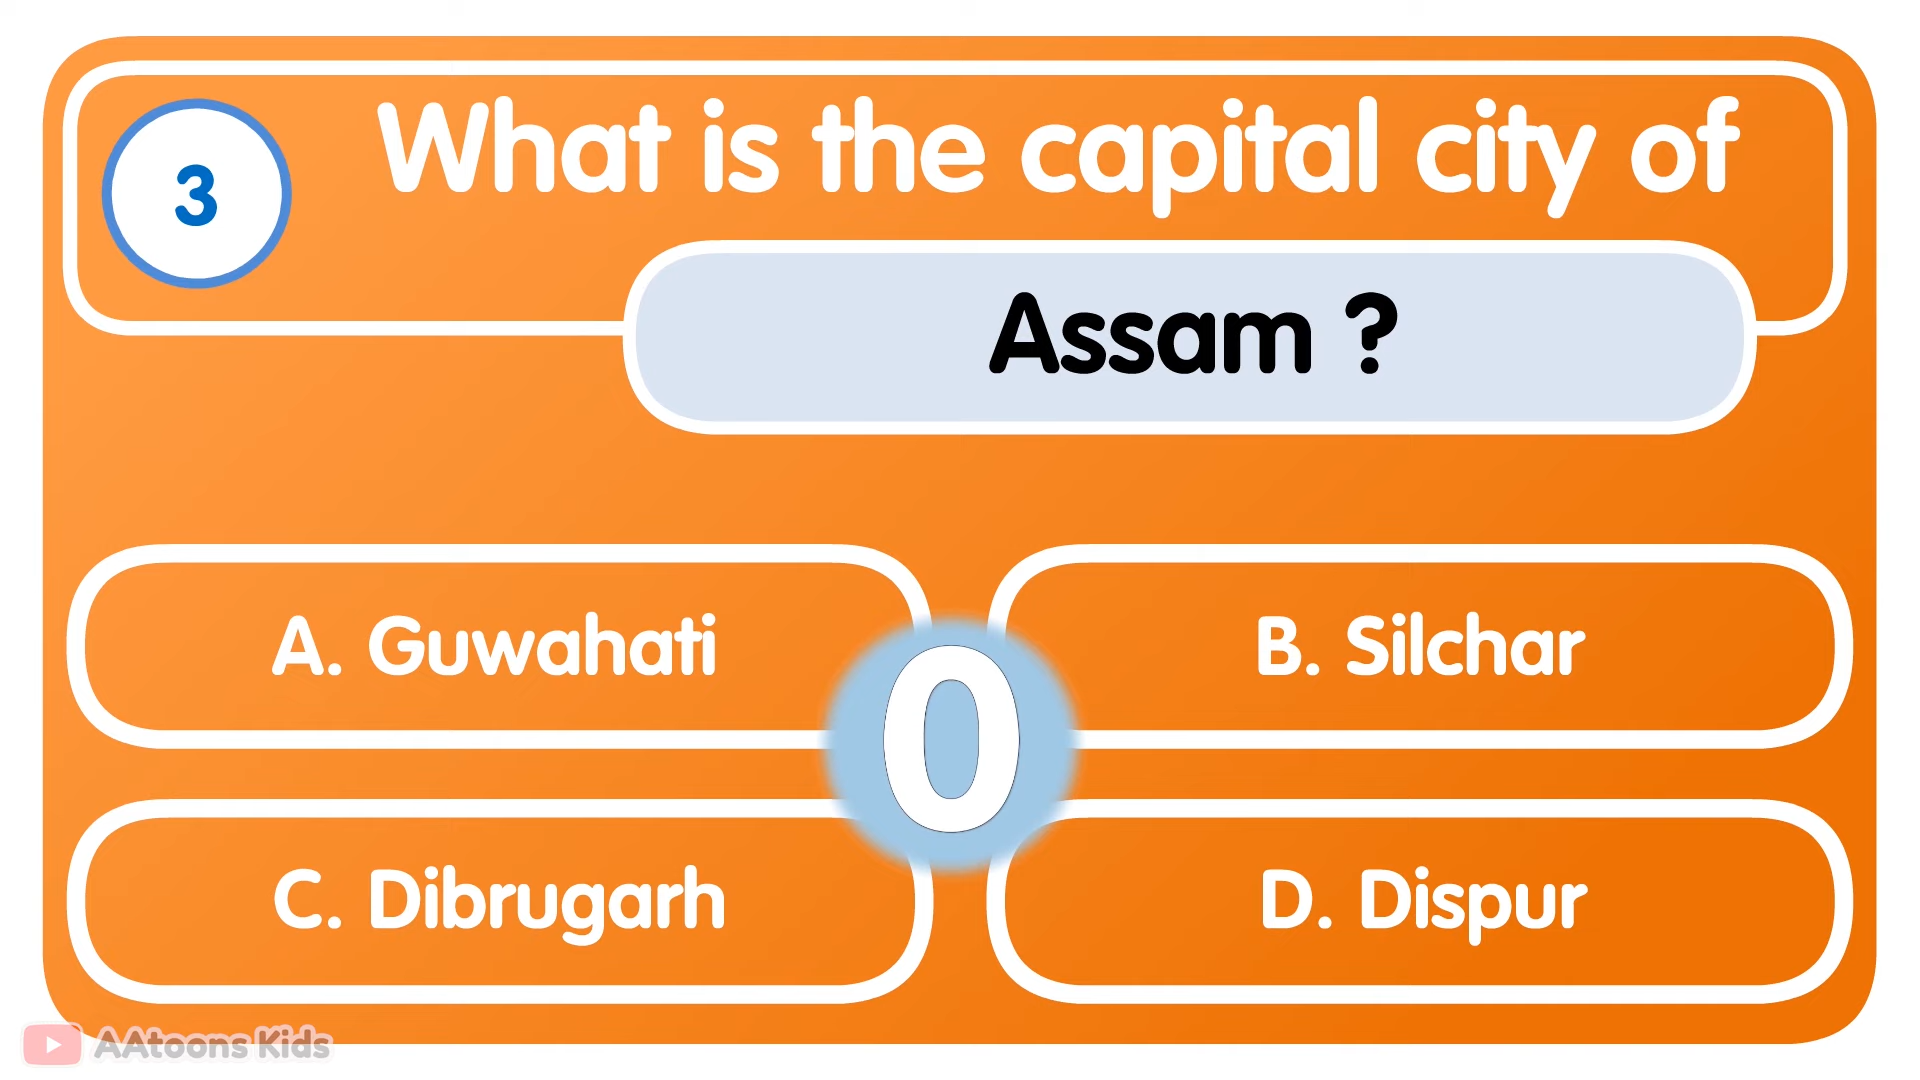 3
What is the capital city of
Assam ?
A. Guwahati
B. Silchar
0
C. Dibrugarh
D. Dispur
AAtoons Kids